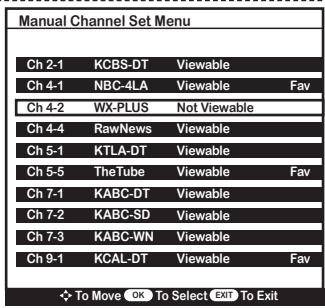 Manual Channel Set Menu
Ch 2-1 KCBS-DT Viewable
Ch 4-1 NBC-4LA Viewable Fav
Ch 4-2 WX-PLUS Not Viewable
Ch 4-4 RawNews Viewable
Ch 5-1 KTLA-DT Viewable
Ch 5-5 TheTube Viewable Fav
Ch 7-1 KABC-DT Viewable
Ch 7-2 KABC-SD Viewable
Ch 7-3 KABC-WN Viewable
Ch 9-1 KCAL-DT Viewable Fav
To Move OK To Select EXIT To Exit